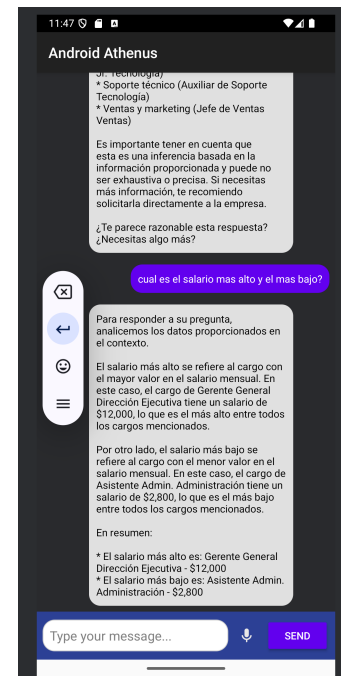 11:47
Android Athenus
Jr. Tecnología)
* Soporte técnico (Auxiliar de Soporte
Tecnología)
* Ventas y marketing (Jefe de Ventas
Ventas)
Es importante tener en cuenta que
esta es una inferencia basada en la
información proporcionada y puede no
ser exhaustiva o precisa. Si necesitas
más información, te recomiendo
solicitarla directamente a la empresa.
¿Te parece razonable esta respuesta?
¿Necesitas algo más?
cual es el salario mas alto y el mas bajo?
Para responder a su pregunta,
analicemos los datos proporcionados en
el contexto.
El salario más alto se refiere al cargo con
el mayor valor en el salario mensual. En
este caso, el cargo de Gerente General
Dirección Ejecutiva tiene un salario de
$12,000, lo que es el más alto entre todos
los cargos mencionados.
Por otro lado, el salario más bajo se
refiere al cargo con el menor valor en el
salario mensual. En este caso, el cargo de
Asistente Admin. Administración tiene un
salario de $2,800, lo que es el más bajo
entre todos los cargos mencionados.
En resumen:
* El salario más alto es: Gerente General
Dirección Ejecutiva - $12,000
* El salario más bajo es: Asistente Admin.
Administración - $2,800
Type your message...
SEND